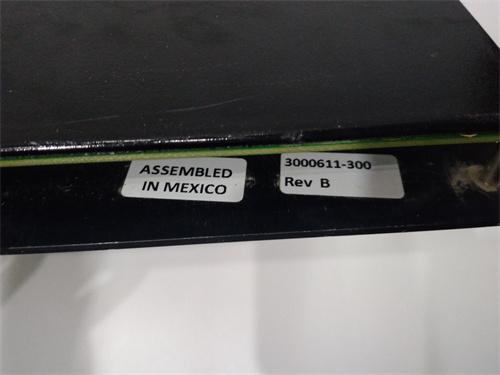 ASSEMBLED
IN MEXICO
3000611-300
Rev B